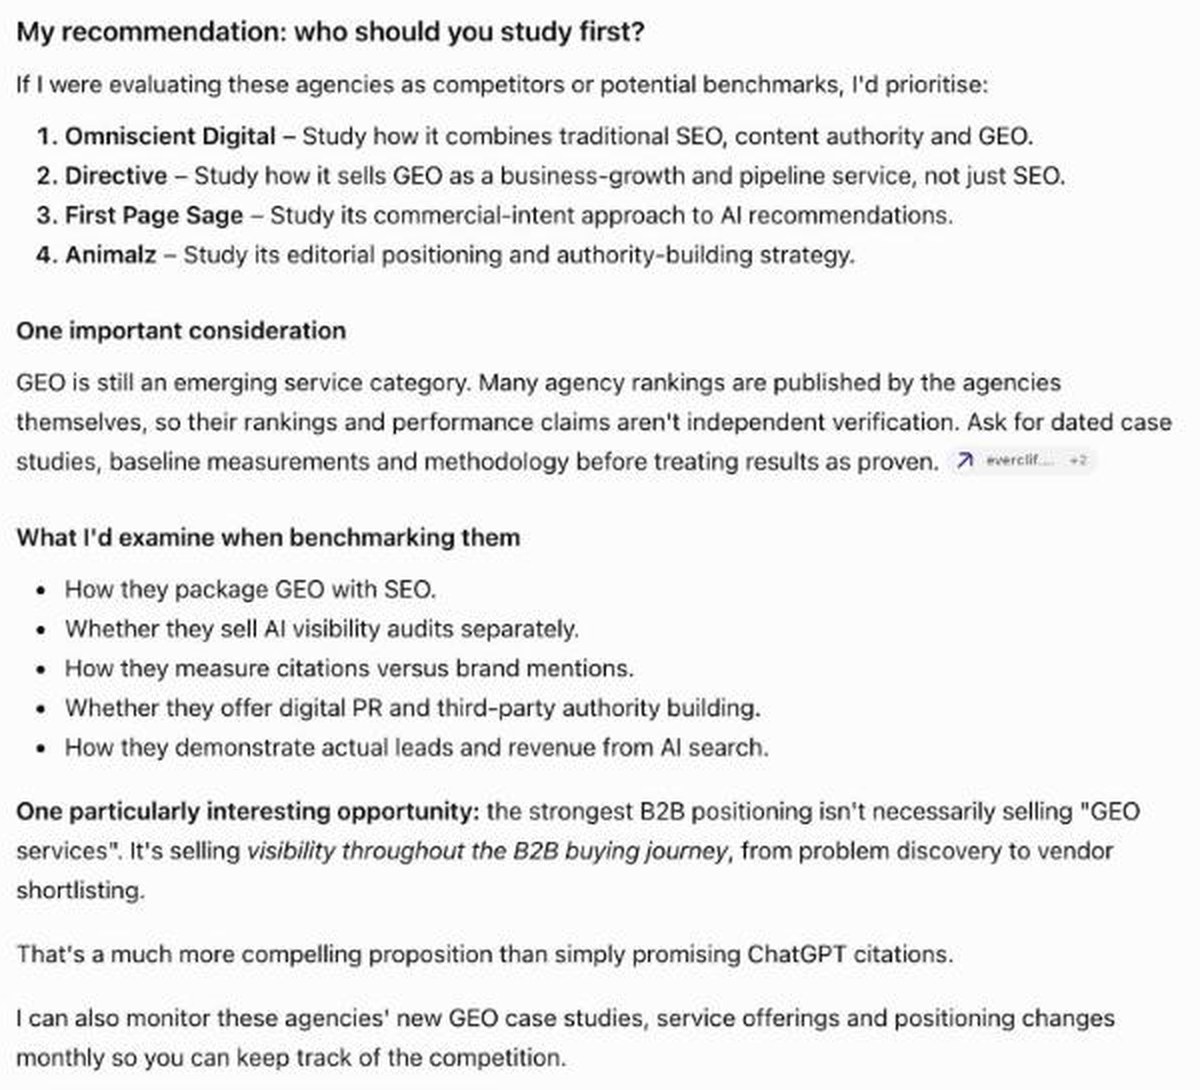 My recommendation: who should you study first?
If I were evaluating these agencies as competitors or potential benchmarks, I'd prioritise:
1. Omniscient Digital – Study how it combines traditional SEO, content authority and GEO.
2. Directive – Study how it sells GEO as a business-growth and pipeline service, not just SEO.
3. First Page Sage – Study its commercial-intent approach to AI recommendations.
4. Animalz – Study its editorial positioning and authority-building strategy.
One important consideration
GEO is still an emerging service category. Many agency rankings are published by the agencies
themselves, so their rankings and performance claims aren't independent verification. Ask for dated case
studies, baseline measurements and methodology before treating results as proven. everclif... +2
What I'd examine when benchmarking them
• How they package GEO with SEO.
• Whether they sell AI visibility audits separately.
• How they measure citations versus brand mentions.
• Whether they offer digital PR and third-party authority building.
• How they demonstrate actual leads and revenue from AI search.
One particularly interesting opportunity: the strongest B2B positioning isn't necessarily selling "GEO
services". It's selling visibility throughout the B2B buying journey, from problem discovery to vendor
shortlisting.
That's a much more compelling proposition than simply promising ChatGPT citations.
I can also monitor these agencies' new GEO case studies, service offerings and positioning changes
monthly so you can keep track of the competition.